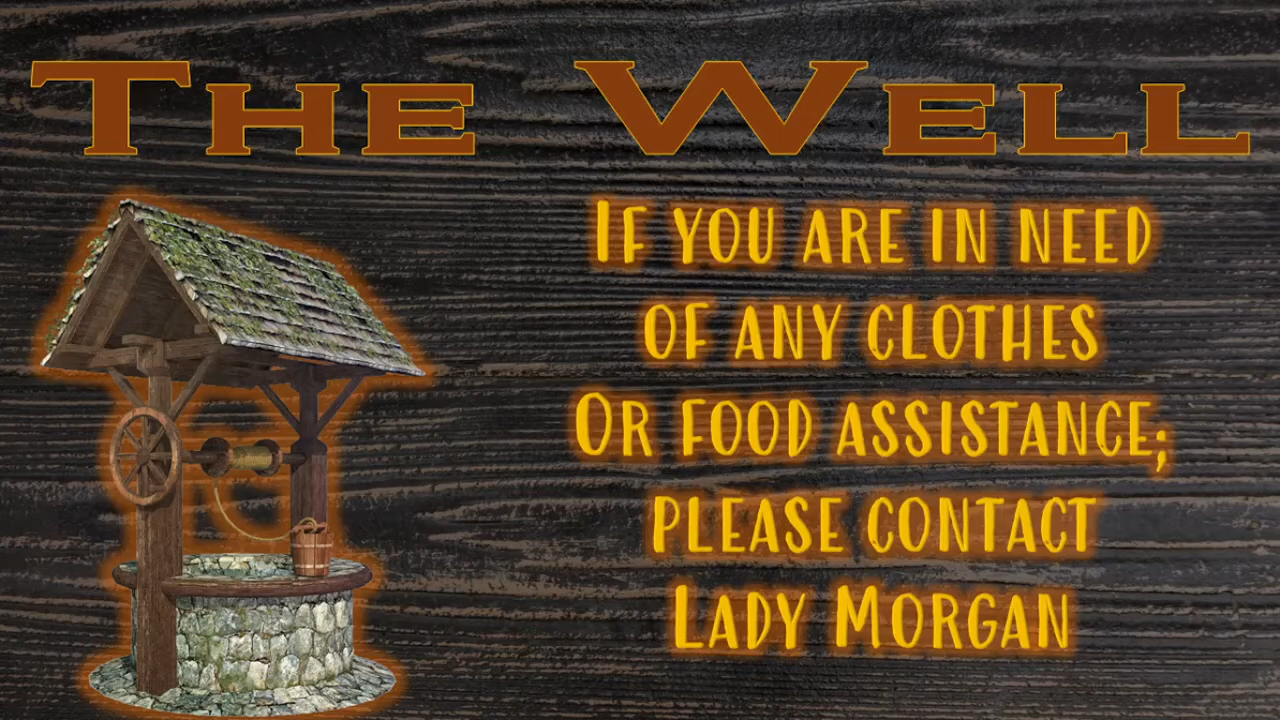 The Well
If you are in need
of any clothes
Or food assistance;
please contact
Lady Morgan